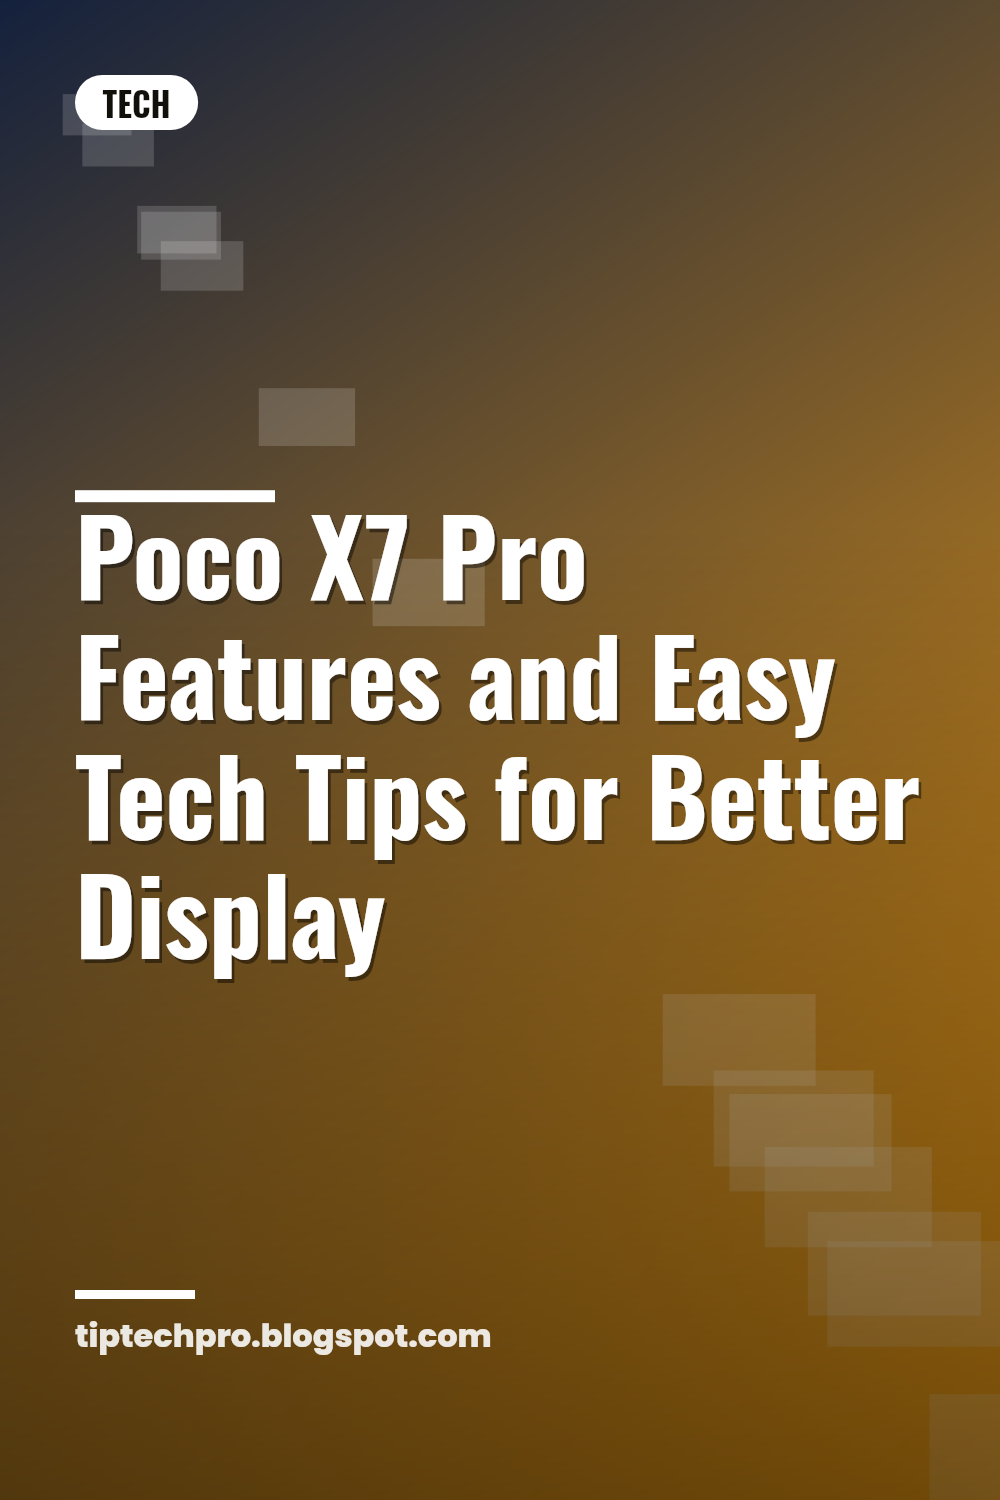 TECH
Poco X7 Pro
Features and Easy
Tech Tips for Better
Display
tiptechpro.blogspot.com